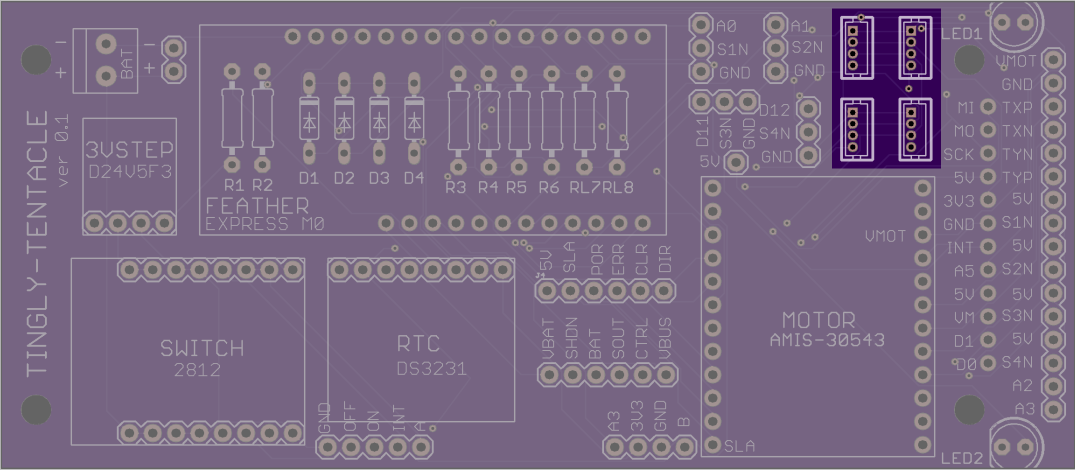 TINGLY-TENTACLE
ver 0.1
BAT
- +
- +
3VSTEP
D24V5F3
R1 R2 D1 D2 D3 D4 R3 R4 R5 R6 RL7 RL8
FEATHER
EXPRESS M0
SWITCH
2812
RTC
DS3231
GND OFF ON INT A
J4
5V SLA POR ERR CLR DIR
VBAT SHDN BAT SOUT CTRL VBUS
A3 3V3 GND B
A0
S1N
GND
A1
S2N
GND
D11 S3N GND
D12
S4N
GND
5V
VMOT
MOTOR
AMIS-30543
SLA
LED1
VMOT
GND
MI TXP
MO TXN
SCK TYN
5V TYP
3V3 5V
GND S1N
INT 5V
A5 S2N
5V 5V
VM S3N
D1 5V
D0 S4N
A2
A3
LED2